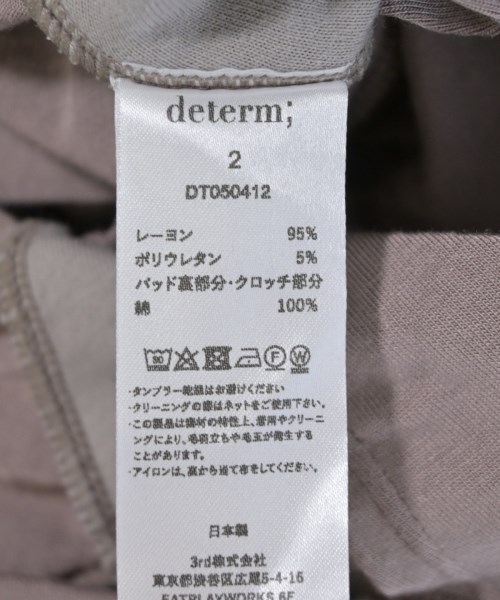 determ;
2
DT050412
レーヨン 95%
ポリウレタン 5%
パッド裏部分・クロッチ部分
綿 100%
30 F W
・タンブラー乾燥はお避けください
・クリーニングの際はネットをご使用下さい。
・この製品は素材の特性上、着用やクリーニ
ングにより、毛羽立ちや毛玉が発生する
ことがあります。
・アイロンは、裏から当て布をしてください。
日本製
3rd株式会社
東京都渋谷区広尾5-4-16
EATPLAYWORKS 6F